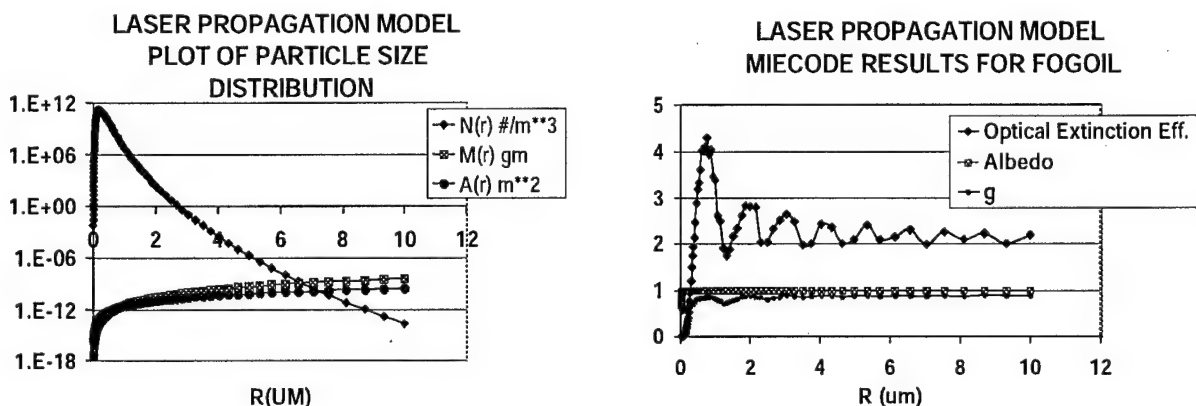 LASER PROPAGATION MODEL
PLOT OF PARTICLE SIZE
DISTRIBUTION
1.E+12
1.E+06
1.E+00
1.E-06
1.E-12
1.E-18
0
2
4
6
8
10
12
R(UM)
N(r) #/m**3
M(r) gm
A(r) m**2
LASER PROPAGATION MODEL
MIECODE RESULTS FOR FOGOIL
5
4
3
2
1
0
0
2
4
6
8
10
12
R (um)
Optical Extinction Eff.
Albedo
g